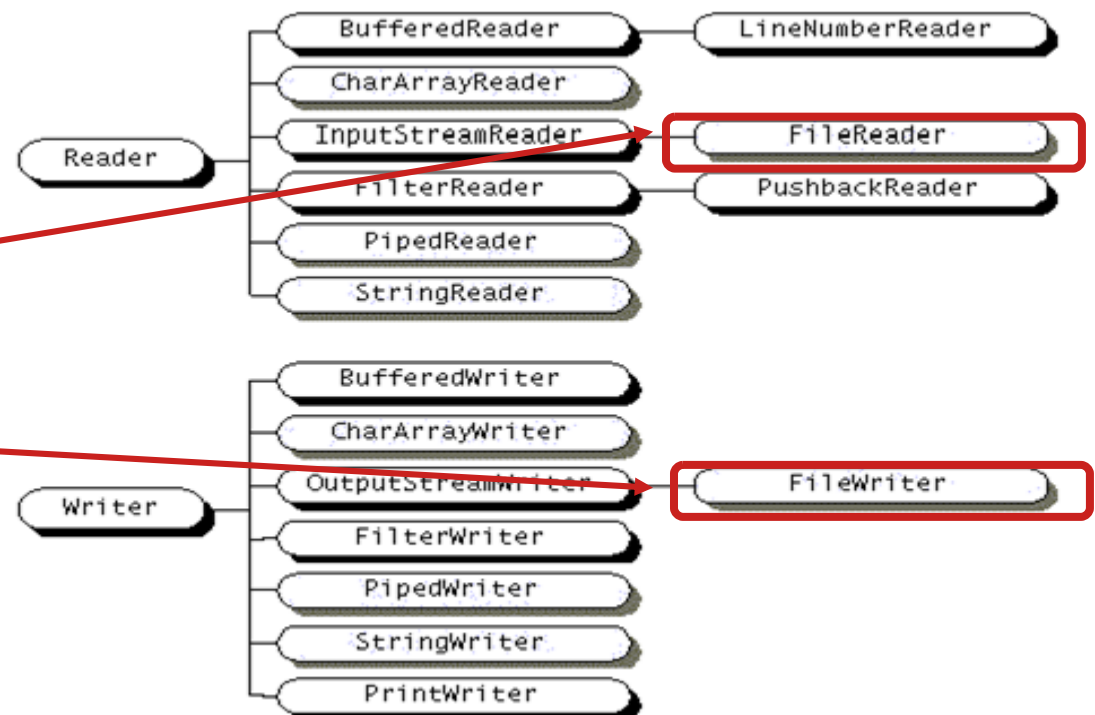 BufferedReader LineNumberReader
CharArrayReader
InputStreamReader FileReader
Reader
FilterReader PushbackReader
PipedReader
StringReader
BufferedWriter
CharArrayWriter
OutputStreamWriter FileWriter
Writer
FilterWriter
PipedWriter
StringWriter
PrintWriter